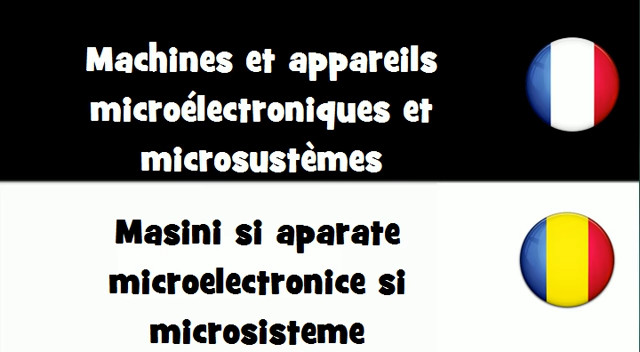 Machines et appareils
microélectroniques et
microsustèmes
Masini si aparate
microelectronice si
microsisteme